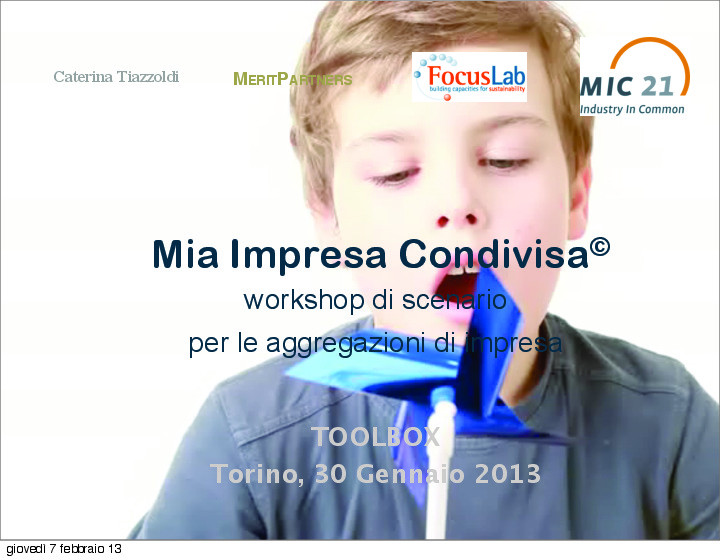 Caterina Tiazzoldi
MERITPARTNERS
FocusLab
building capacities for sustainability
MIC 21
Industry In Common
Mia Impresa Condivisa©
workshop di scenario
per le aggregazioni di impresa
TOOLBOX
Torino, 30 Gennaio 2013
giovedì 7 febbraio 13